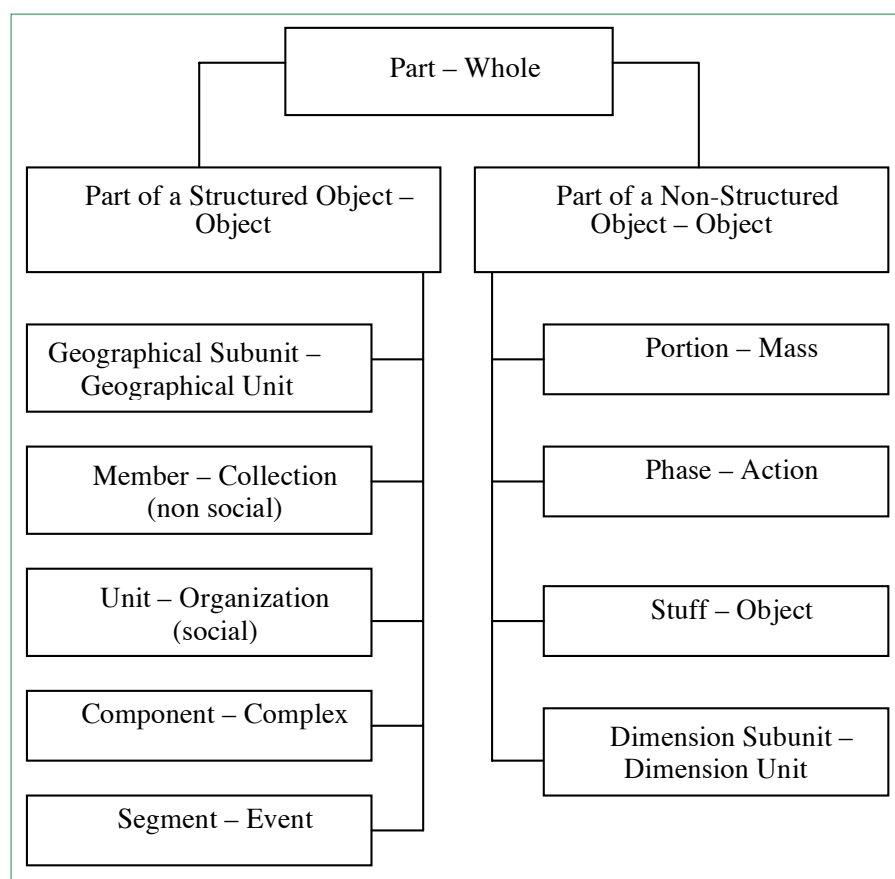 Part – Whole
Part of a Structured Object –
Object
Part of a Non-Structured
Object – Object
Geographical Subunit –
Geographical Unit
Member – Collection
(non social)
Unit – Organization
(social)
Component – Complex
Segment – Event
Portion – Mass
Phase – Action
Stuff – Object
Dimension Subunit –
Dimension Unit